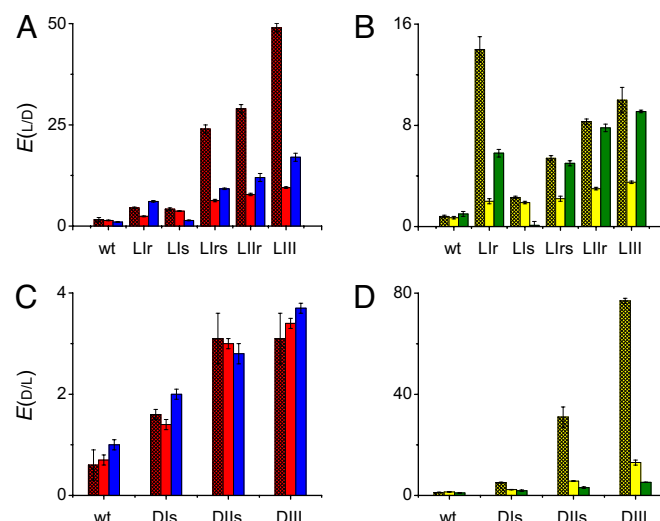 A
B
50
25
0
E(L/D)
wt LIr LIs LIrs LIIr LIII
16
8
0
wt LIr LIs LIrs LIIr LIII
C
D
4
2
0
E(D/L)
wt DIs DIIs DIII
80
40
0
wt DIs DIIs DIII